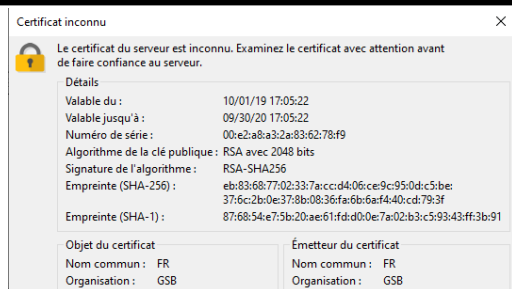 Certificat inconnu
Le certificat du serveur est inconnu. Examinez le certificat avec attention avant
de faire confiance au serveur.
Détails
Valable du : 10/01/19 17:05:22
Valable jusqu'à : 09/30/20 17:05:22
Numéro de série : 00:e2:a8:a3:2a:83:62:78:f9
Algorithme de la clé publique : RSA avec 2048 bits
Signature de l'algorithme : RSA-SHA256
Empreinte (SHA-256) : eb:83:68:77:02:33:7a:cc:d4:06:ce:9c:95:0d:c5:be:
37:6c:2b:0e:37:8b:08:36:fa:6b:6a:f4:40:cd:79:3f
Empreinte (SHA-1) : 87:68:54:e7:5b:20:ae:61:fd:d0:0e:7a:02:b3:c5:93:43:ff:3b:91
Objet du certificat Émetteur du certificat
Nom commun : FR Nom commun : FR
Organisation : GSB Organisation : GSB